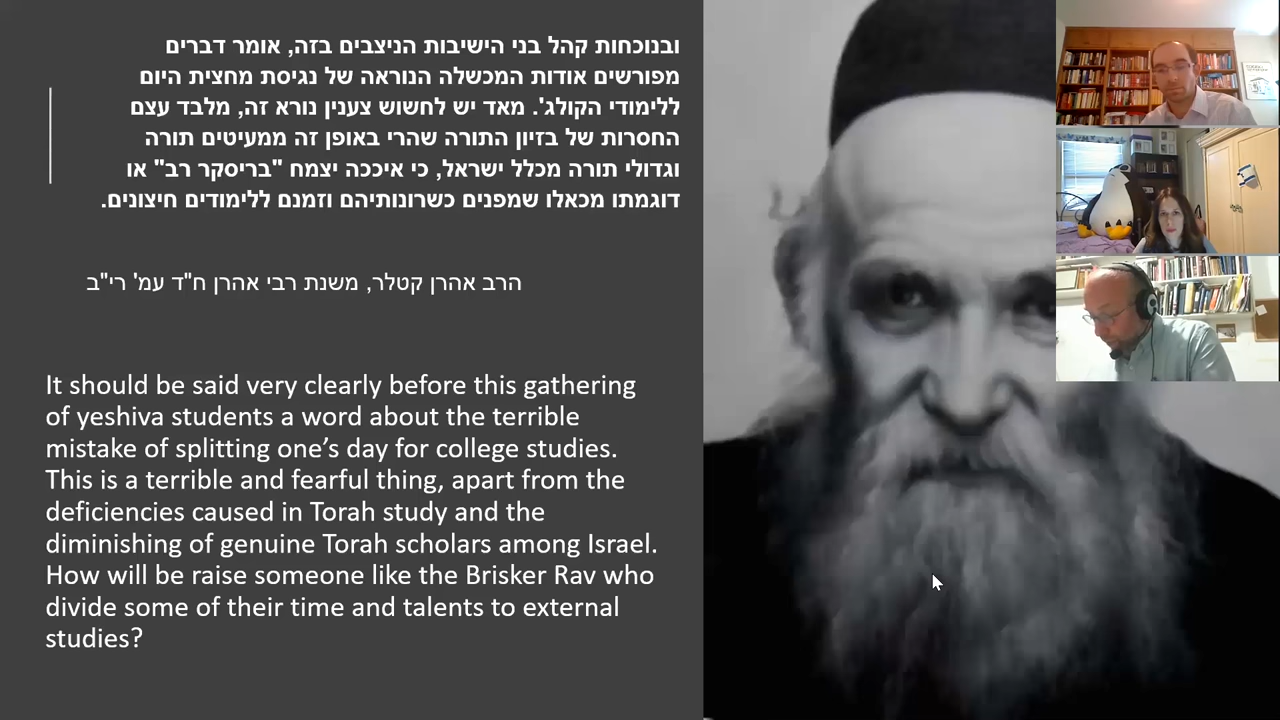 ובנוכחות קהל בני הישיבות הניצבים בזה, אומר דברים
מפורשים אודות המכשלה הנוראה של נגיסת מחצית היום
ללימודי הקולג'. מאד יש לחשוש צענין נורא זה, מלבד עצם
החסרות של בזיון התורה שהרי באופן זה ממעיטים תורה
וגדולי תורה מכלל ישראל, כי איככה יצמח "בריסקר רב" או
דוגמתו מכאלו שמפנים כשרונותיהם וזמנם ללימודים חיצונים.
הרב אהרן קטלר, משנת רבי אהרן ח"ד עמ' רי"ב
It should be said very clearly before this gathering
of yeshiva students a word about the terrible
mistake of splitting one’s day for college studies.
This is a terrible and fearful thing, apart from the
deficiencies caused in Torah study and the
diminishing of genuine Torah scholars among Israel.
How will be raise someone like the Brisker Rav who
divide some of their time and talents to external
studies?